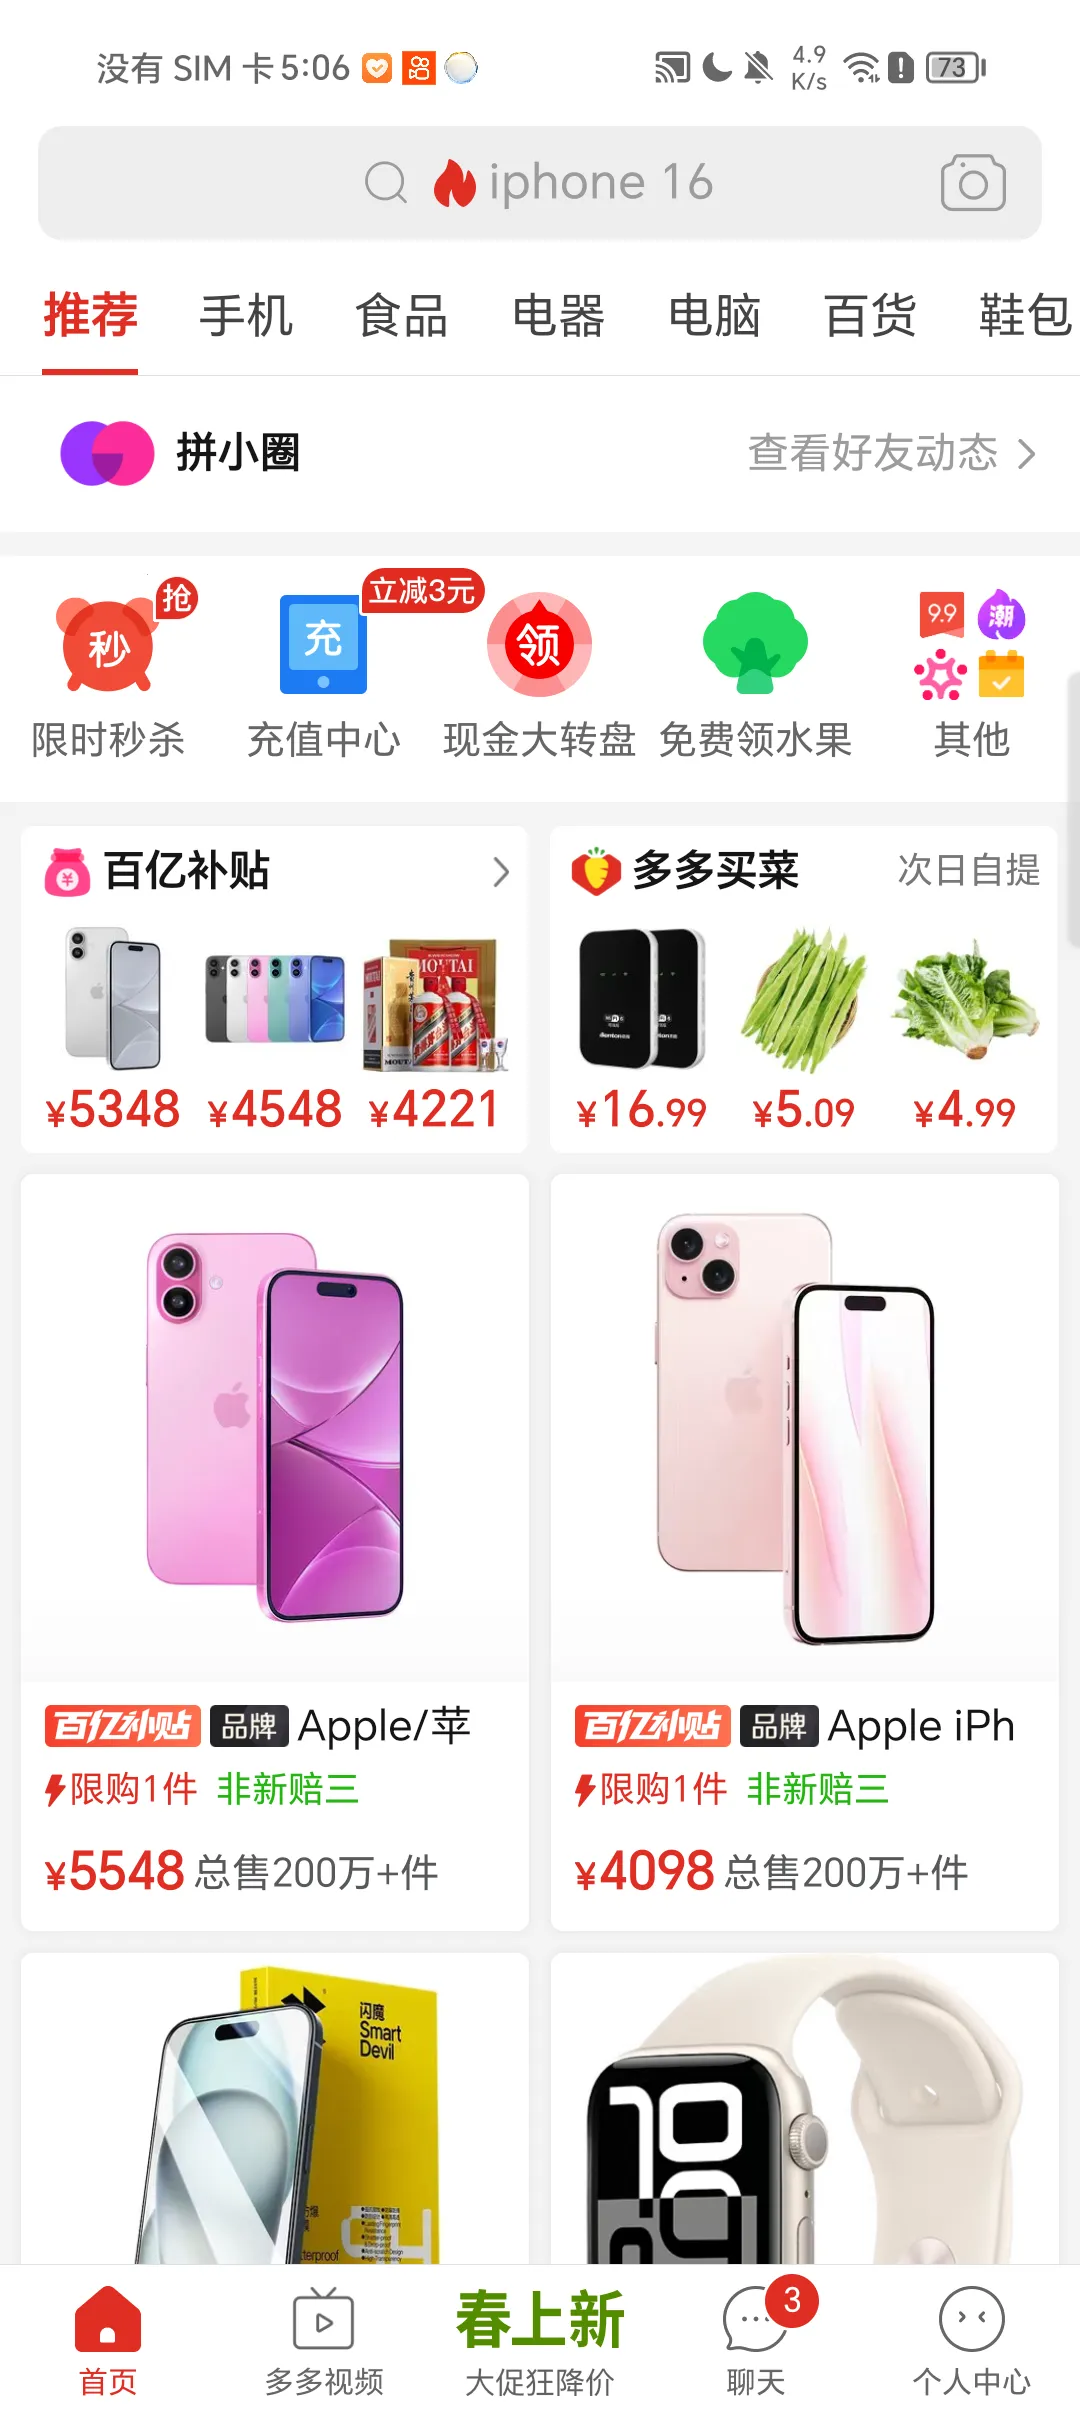 没有 SIM 卡 5:06
4.9
K/s
73
iphone 16
推荐 手机 食品 电器 电脑 百货 鞋包
拼小圈 查看好友动态
秒 抢 充 立减3元 领 9.9 潮
限时秒杀 充值中心 现金大转盘 免费领水果 其他
百亿补贴 多多买菜 次日自提
MOUTAI
¥5348 ¥4548 ¥4221 ¥16.99 ¥5.09 ¥4.99
百亿补贴 品牌 Apple/苹
限购1件 非新赔三
¥5548 总售200万+件
百亿补贴 品牌 Apple iPh
限购1件 非新赔三
¥4098 总售200万+件
闪魔
Smart
Devil
10
09
春上新
3
首页 多多视频 大促狂降价 聊天 个人中心